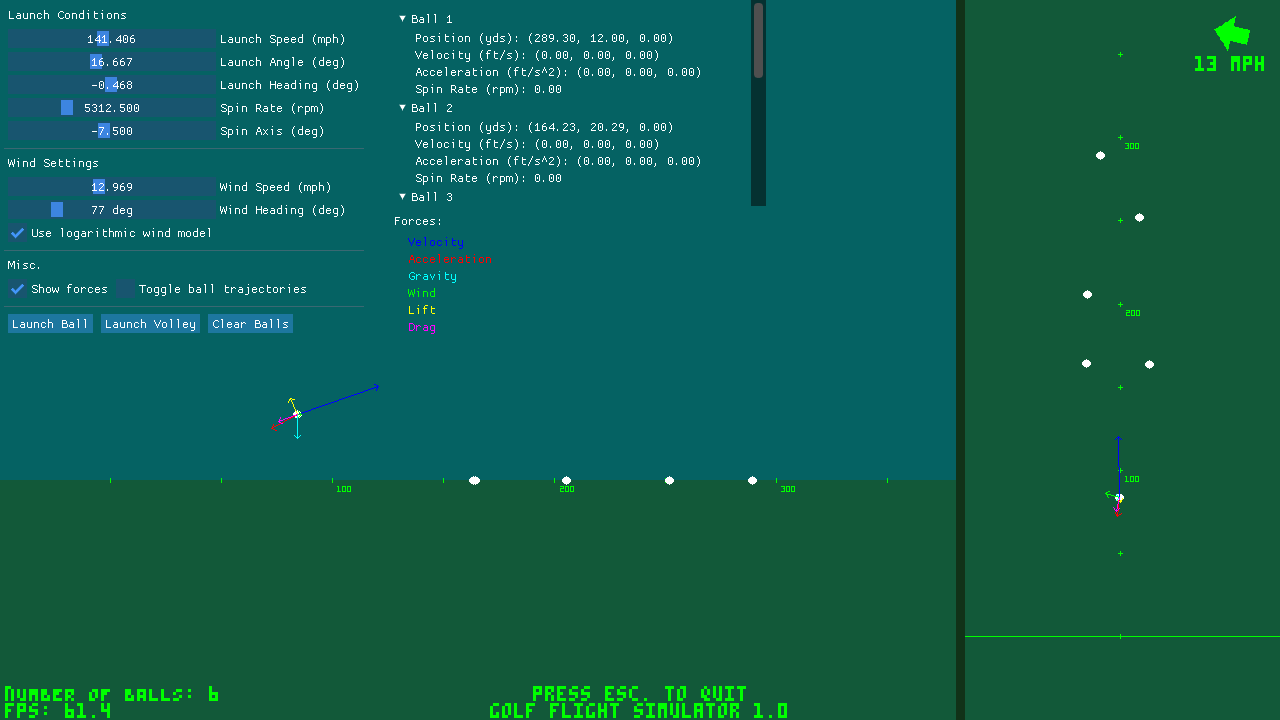 Launch Conditions
141.406 Launch Speed (mph)
16.667 Launch Angle (deg)
-0.468 Launch Heading (deg)
5312.500 Spin Rate (rpm)
-7.500 Spin Axis (deg)
Wind Settings
12.969 Wind Speed (mph)
77 deg Wind Heading (deg)
Use logarithmic wind model
Misc.
Show forces Toggle ball trajectories
Launch Ball Launch Volley Clear Balls
Ball 1
Position (yds): (289.30, 12.00, 0.00)
Velocity (ft/s): (0.00, 0.00, 0.00)
Acceleration (ft/s^2): (0.00, 0.00, 0.00)
Spin Rate (rpm): 0.00
Ball 2
Position (yds): (164.23, 20.29, 0.00)
Velocity (ft/s): (0.00, 0.00, 0.00)
Acceleration (ft/s^2): (0.00, 0.00, 0.00)
Spin Rate (rpm): 0.00
Ball 3
Forces:
Velocity
Acceleration
Gravity
Wind
Lift
Drag
13 MPH
300
200
100
100 200 300
Number of balls: 6
FPS: 61.4
PRESS ESC. TO QUIT
GOLF FLIGHT SIMULATOR 1.0